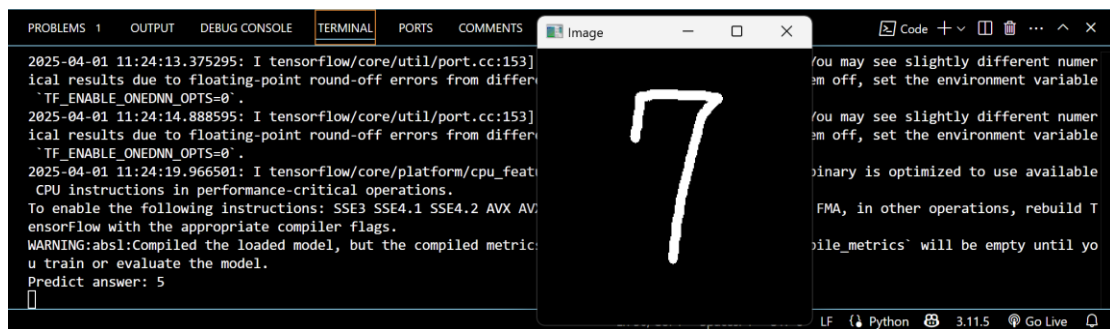 PROBLEMS 1 OUTPUT DEBUG CONSOLE TERMINAL PORTS COMMENTS Code
Image
2025-04-01 11:24:13.375295: I tensorflow/core/util/port.cc:153] You may see slightly different numer
ical results due to floating-point round-off errors from differ em off, set the environment variable
`TF_ENABLE_ONEDNN_OPTS=0`.
2025-04-01 11:24:14.888595: I tensorflow/core/util/port.cc:153] You may see slightly different numer
ical results due to floating-point round-off errors from differ em off, set the environment variable
`TF_ENABLE_ONEDNN_OPTS=0`.
2025-04-01 11:24:19.966501: I tensorflow/core/platform/cpu_feat binary is optimized to use available
CPU instructions in performance-critical operations.
To enable the following instructions: SSE3 SSE4.1 SSE4.2 AVX AV FMA, in other operations, rebuild T
ensorFlow with the appropriate compiler flags.
WARNING:absl:Compiled the loaded model, but the compiled metric pile_metrics` will be empty until yo
u train or evaluate the model.
Predict answer: 5
7
LF Python 3.11.5 Go Live